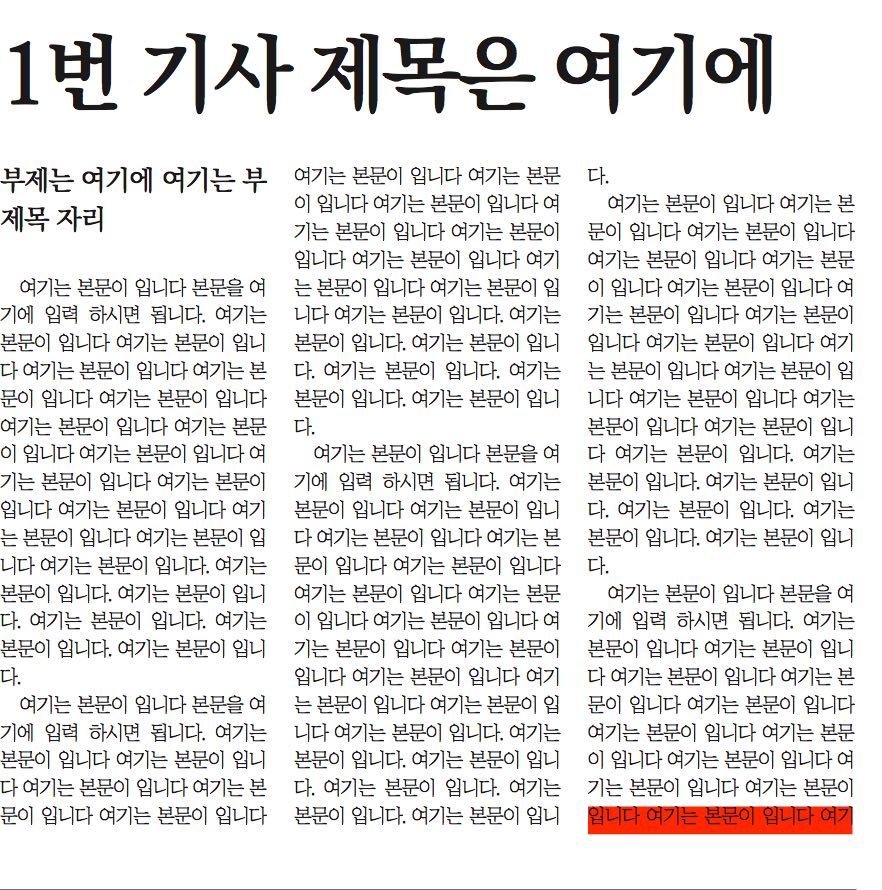 1번 기사 제목은 여기에
부제는 여기에 여기는 부
제목 자리
여기는 본문이 입니다 본문을 여
기에 입력 하시면 됩니다. 여기는
본문이 입니다 여기는 본문이 입니
다 여기는 본문이 입니다 여기는 본
문이 입니다 여기는 본문이 입니다
여기는 본문이 입니다 여기는 본문
이 입니다 여기는 본문이 입니다 여
기는 본문이 입니다 여기는 본문이
입니다 여기는 본문이 입니다 여기
는 본문이 입니다 여기는 본문이 입
니다 여기는 본문이 입니다. 여기는
본문이 입니다. 여기는 본문이 입니
다. 여기는 본문이 입니다. 여기는
본문이 입니다. 여기는 본문이 입니
다.
여기는 본문이 입니다 본문을 여
기에 입력 하시면 됩니다. 여기는
본문이 입니다 여기는 본문이 입니
다 여기는 본문이 입니다 여기는 본
문이 입니다 여기는 본문이 입니다
여기는 본문이 입니다 여기는 본문
이 입니다 여기는 본문이 입니다 여
기는 본문이 입니다 여기는 본문이
입니다 여기는 본문이 입니다 여기
는 본문이 입니다 여기는 본문이 입
니다 여기는 본문이 입니다. 여기는
본문이 입니다. 여기는 본문이 입니
다. 여기는 본문이 입니다. 여기는
본문이 입니다. 여기는 본문이 입니
다.
여기는 본문이 입니다 본문을 여
기에 입력 하시면 됩니다. 여기는
본문이 입니다 여기는 본문이 입니
다 여기는 본문이 입니다 여기는 본
문이 입니다 여기는 본문이 입니다
여기는 본문이 입니다 여기는 본문
이 입니다 여기는 본문이 입니다 여
기는 본문이 입니다 여기는 본문이
입니다 여기는 본문이 입니다 여기
는 본문이 입니다 여기는 본문이 입
니다 여기는 본문이 입니다. 여기는
본문이 입니다. 여기는 본문이 입니
다. 여기는 본문이 입니다. 여기는
본문이 입니다. 여기는 본문이 입니
다.
여기는 본문이 입니다 여기는 본
문이 입니다 여기는 본문이 입니다
여기는 본문이 입니다 여기는 본문
이 입니다 여기는 본문이 입니다 여
기는 본문이 입니다 여기는 본문이
입니다 여기는 본문이 입니다 여기
는 본문이 입니다 여기는 본문이 입
니다 여기는 본문이 입니다 여기는
본문이 입니다 여기는 본문이 입니
다 여기는 본문이 입니다. 여기는
본문이 입니다. 여기는 본문이 입니
다. 여기는 본문이 입니다. 여기는
본문이 입니다. 여기는 본문이 입니
다.
여기는 본문이 입니다 본문을 여
기에 입력 하시면 됩니다. 여기는
본문이 입니다 여기는 본문이 입니
다 여기는 본문이 입니다 여기는 본
문이 입니다 여기는 본문이 입니다
여기는 본문이 입니다 여기는 본문
이 입니다 여기는 본문이 입니다 여
기는 본문이 입니다 여기는 본문이
입니다 여기는 본문이 입니다 여기